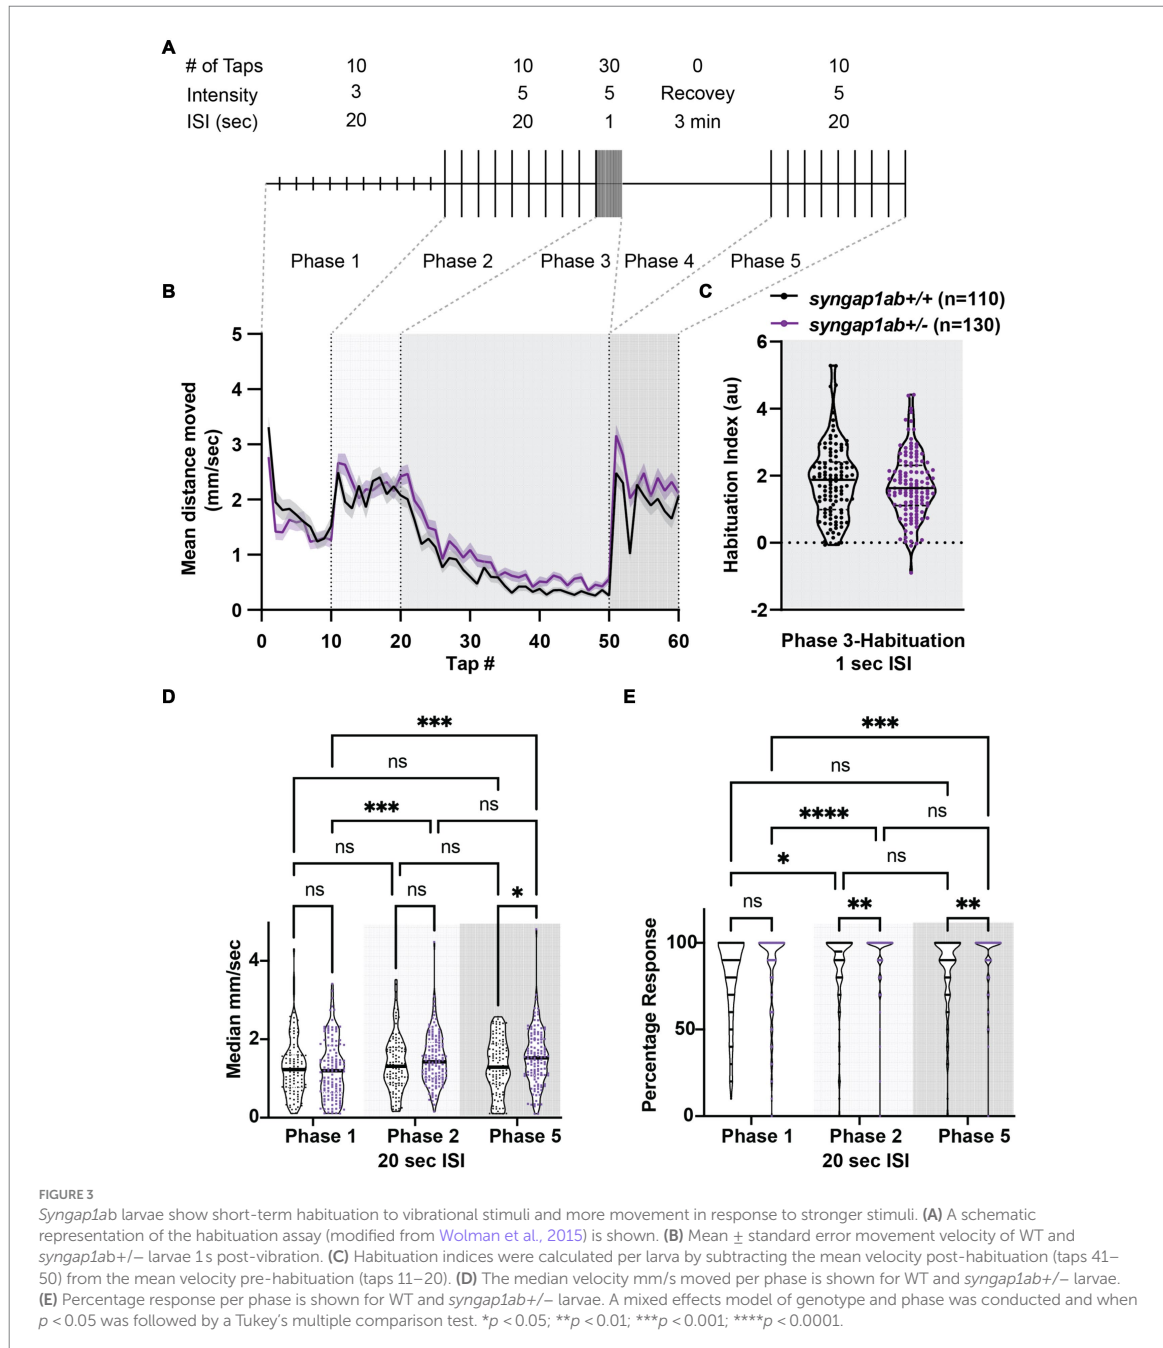 A
# of Taps 10 10 30 0 10
Intensity 3 5 5 Recovey 5
ISI (sec) 20 20 1 3 min 20
Phase 1 Phase 2 Phase 3 Phase 4 Phase 5
B
5
4
3
2
1
0
Mean distance moved
(mm/sec)
0 10 20 30 40 50 60
Tap #
C
syngap1ab+/+ (n=110)
syngap1ab+/- (n=130)
6
4
2
0
-2
Habituation Index (au)
Phase 3-Habituation
1 sec ISI
D
***
ns
*** ns
ns ns
ns ns *
4
2
0
Median mm/sec
Phase 1 Phase 2 Phase 5
20 sec ISI
E
***
ns
**** ns
* ns
ns ** **
100
50
0
Percentage Response
Phase 1 Phase 2 Phase 5
20 sec ISI
FIGURE 3
Syngap1ab larvae show short-term habituation to vibrational stimuli and more movement in response to stronger stimuli. (A) A schematic
representation of the habituation assay (modified from Wolman et al., 2015) is shown. (B) Mean ± standard error movement velocity of WT and
syngap1ab+/− larvae 1 s post-vibration. (C) Habituation indices were calculated per larva by subtracting the mean velocity post-habituation (taps 41–
50) from the mean velocity pre-habituation (taps 11–20). (D) The median velocity mm/s moved per phase is shown for WT and syngap1ab+/− larvae.
(E) Percentage response per phase is shown for WT and syngap1ab+/− larvae. A mixed effects model of genotype and phase was conducted and when
p < 0.05 was followed by a Tukey's multiple comparison test. *p < 0.05; **p < 0.01; ***p < 0.001; ****p < 0.0001.